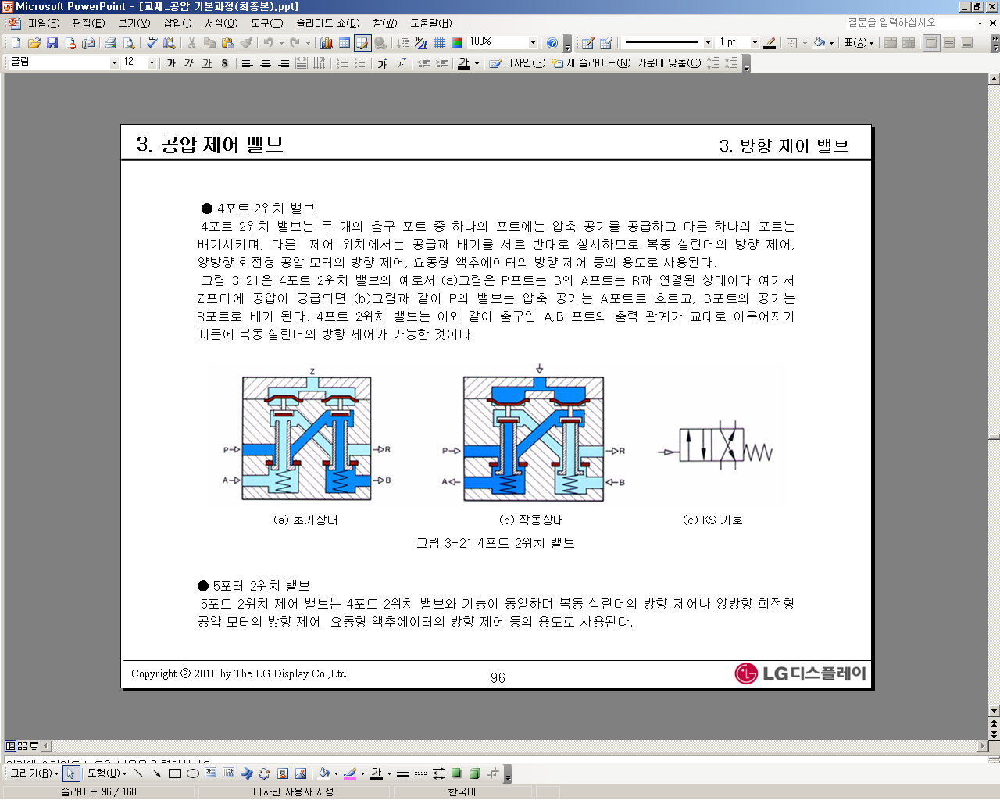 Microsoft PowerPoint - [교재_공압 기본과정(최종본).ppt]
파일(F) 편집(E) 보기(V) 삽입(I) 서식(O) 도구(T) 슬라이드 쇼(D) 창(W) 도움말(H)
질문을 입력하십시오.
100% 1 pt 표(A)
굴림 12 가 가 가 S 가 가 가 디자인(S) 새 슬라이드(N) 가운데 맞춤(C)
3. 공압 제어 밸브
3. 방향 제어 밸브
● 4포트 2위치 밸브
4포트 2위치 밸브는 두 개의 출구 포트 중 하나의 포트에는 압축 공기를 공급하고 다른 하나의 포트는
배기시키며, 다른 제어 위치에서는 공급과 배기를 서로 반대로 실시하므로 복동 실린더의 방향 제어,
양방향 회전형 공압 모터의 방향 제어, 요동형 액추에이터의 방향 제어 등의 용도로 사용된다.
그림 3-21은 4포트 2위치 밸브의 예로서 (a)그림은 P포트는 B와 A포트는 R과 연결된 상태이다 여기서
Z포터에 공압이 공급되면 (b)그림과 같이 P의 밸브는 압축 공기는 A포트로 흐르고, B포트의 공기는
R포트로 배기 된다. 4포트 2위치 밸브는 이와 같이 출구인 A,B 포트의 출력 관계가 교대로 이루어지기
때문에 복동 실린더의 방향 제어가 가능한 것이다.
Z
P R P R
A B A B
(a) 초기상태
(b) 작동상태
(c) KS 기호
그림 3-21 4포트 2위치 밸브
● 5포터 2위치 밸브
5포트 2위치 제어 밸브는 4포트 2위치 밸브와 기능이 동일하며 복동 실린더의 방향 제어나 양방향 회전형
공압 모터의 방향 제어, 요동형 액추에이터의 방향 제어 등의 용도로 사용된다.
Copyright ⓒ 2010 by The LG Display Co.,Ltd.
96
LG디스플레이
그리기(R) 도형(U) 가
슬라이드 96 / 168 디자인 사용자 지정 한국어